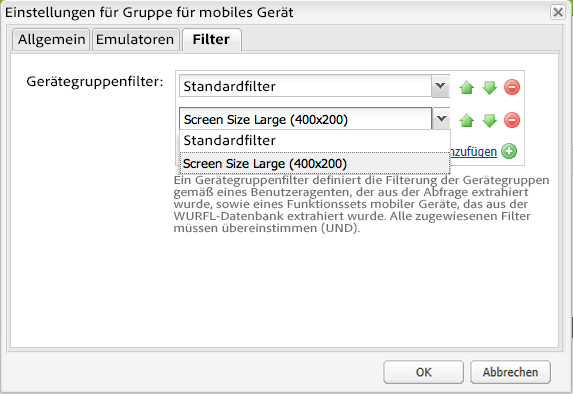 Einstellungen für Gruppe für mobiles Gerät
Allgemein Emulatoren Filter
Gerätegruppenfilter: Standardfilter
Screen Size Large (400x200)
Standardfilter
Screen Size Large (400x200)
nzufügen
Ein Gerätegruppenfilter definiert die Filterung der Gerätegruppen
gemäß eines Benutzeragenten, der aus der Abfrage extrahiert
wurde, sowie eines Funktionssets mobiler Geräte, das aus der
WURFL-Datenbank extrahiert wurde. Alle zugewiesenen Filter
müssen übereinstimmen (UND).
OK Abbrechen